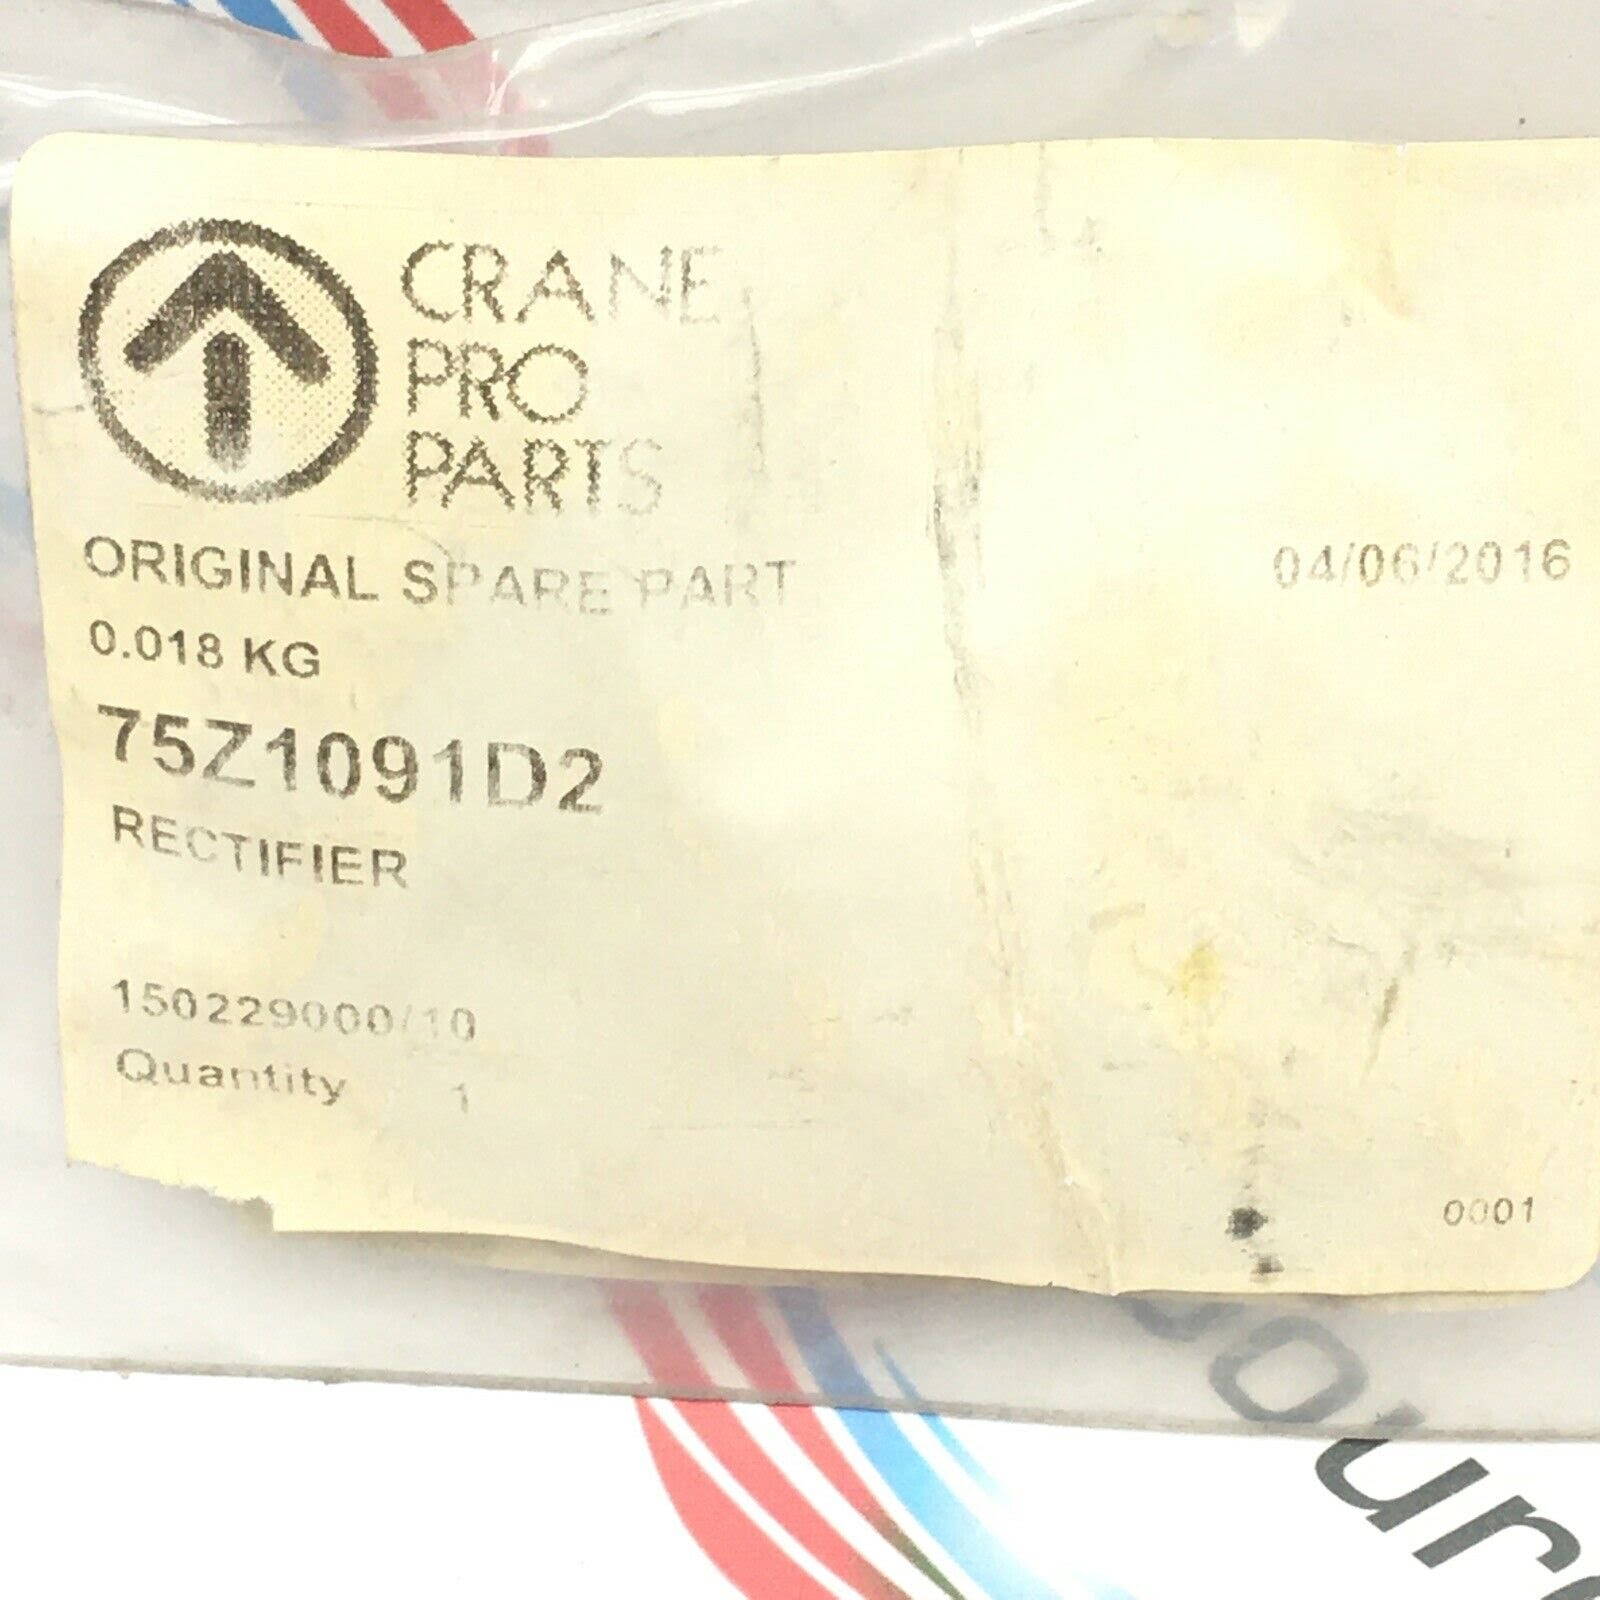 CRANE
PRO
PARTS
ORIGINAL SPARE PART
04/06/2016
0.018 KG
75Z1091D2
RECTIFIER
150229000/10
Quantity 1
0001